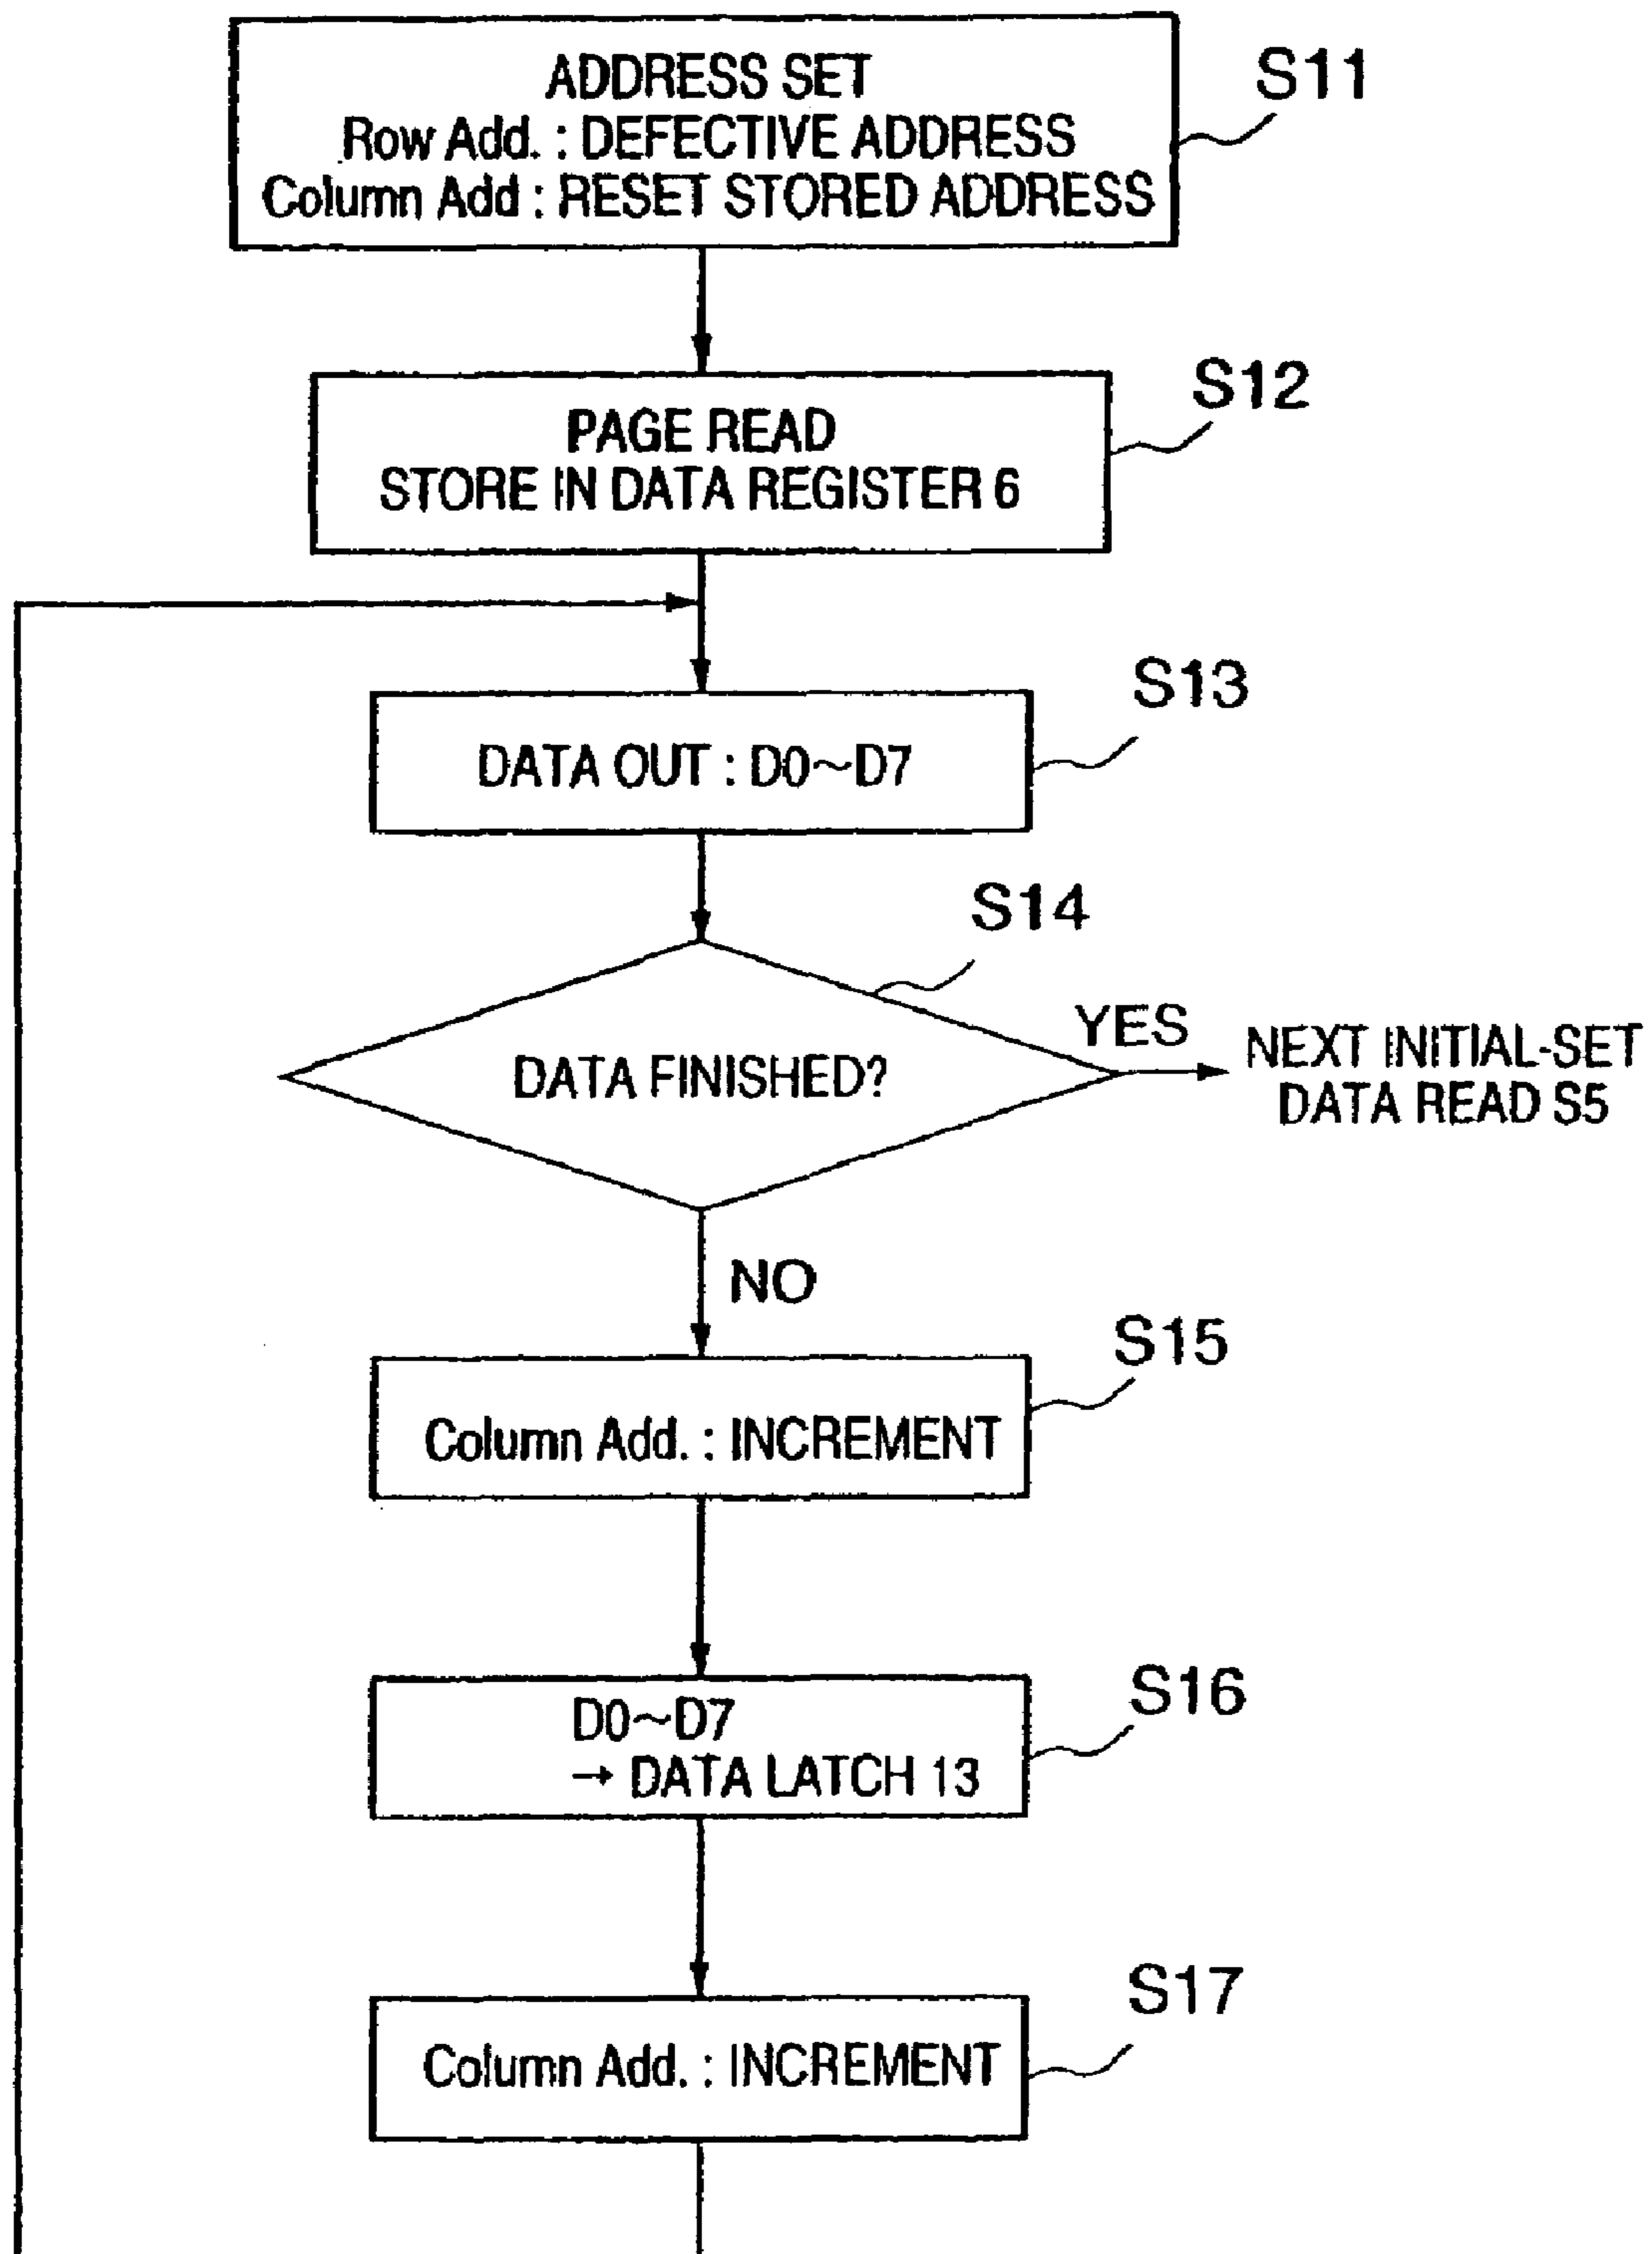 ADDRESS SET
Row Add. : DEFECTIVE ADDRESS
Column Add : RESET STORED ADDRESS
S11
PAGE READ
STORE IN DATA REGISTER 6
S12
DATA OUT : D0~D7
S13
S14
DATA FINISHED?
YES
NEXT INITIAL-SET
DATA READ S5
NO
Column Add. : INCREMENT
S15
D0~D7
→ DATA LATCH 13
S16
Column Add. : INCREMENT
S17